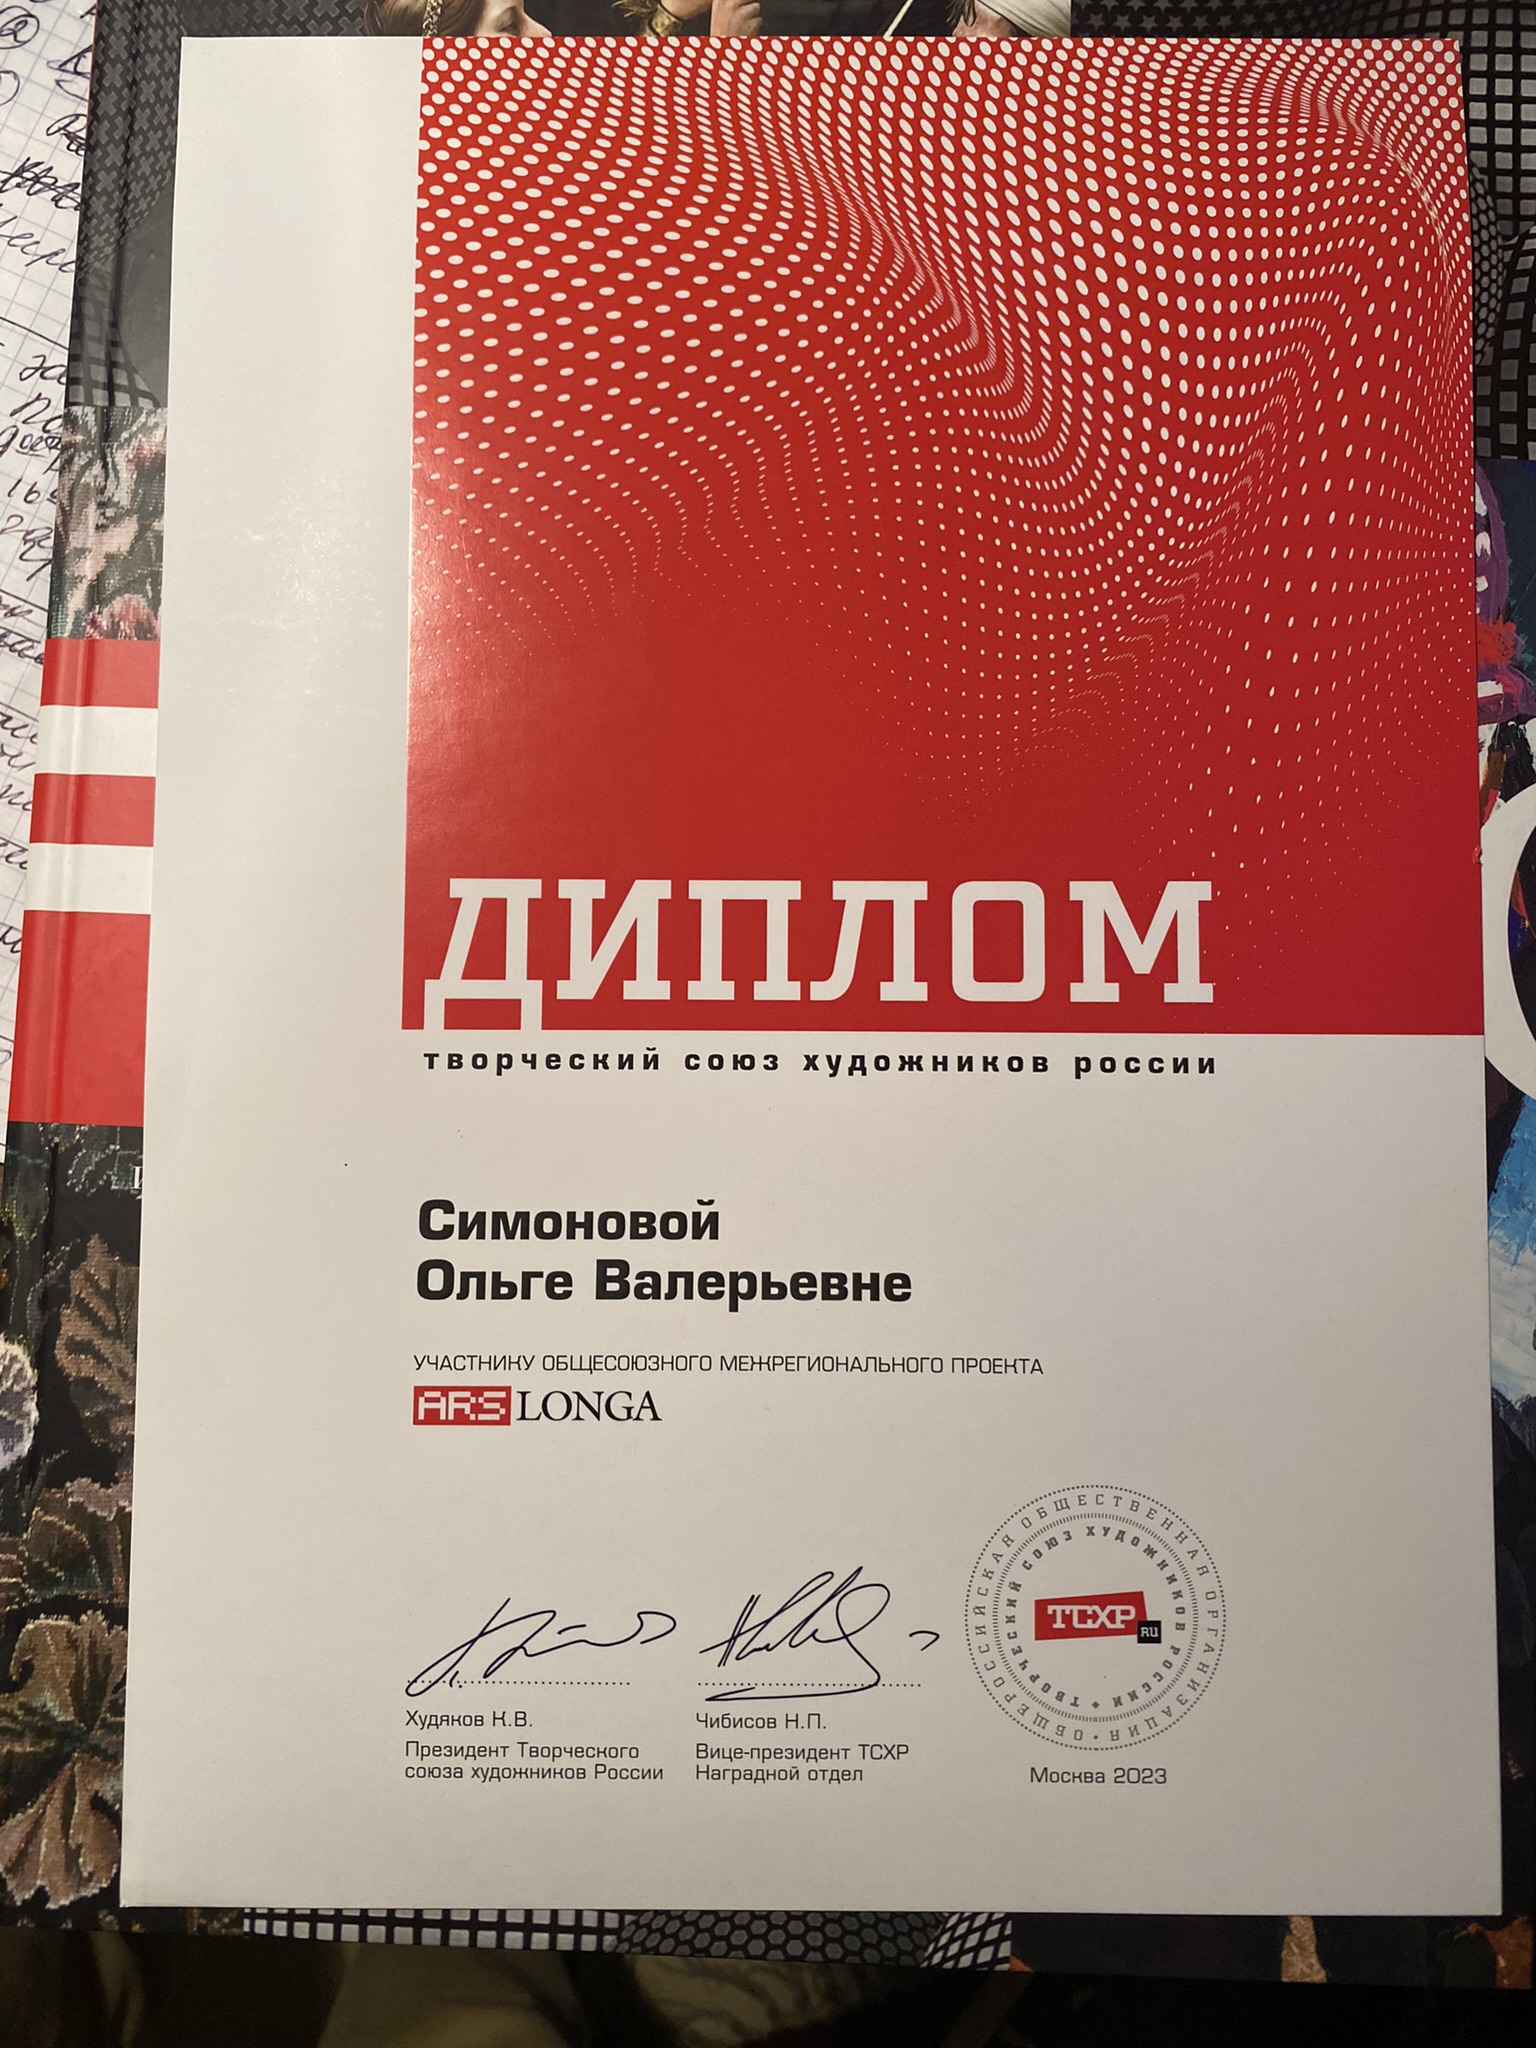 ДИПЛОМ
творческий союз художников россии
Симоновой
Ольге Валерьевне
УЧАСТНИКУ ОБЩЕСОЮЗНОГО МЕЖРЕГИОНАЛЬНОГО ПРОЕКТА
ARS LONGA
ОБЩЕРОССИЙСКАЯ ОБЩЕСТВЕННАЯ ОРГАНИЗАЦИЯ •
ТВОРЧЕСКИЙ СОЮЗ ХУДОЖНИКОВ РОССИИ
ТСХР
RU
Худяков К.В.
Президент Творческого
союза художников России
Чибисов Н.П.
Вице-президент ТСХР
Наградной отдел
Москва 2023